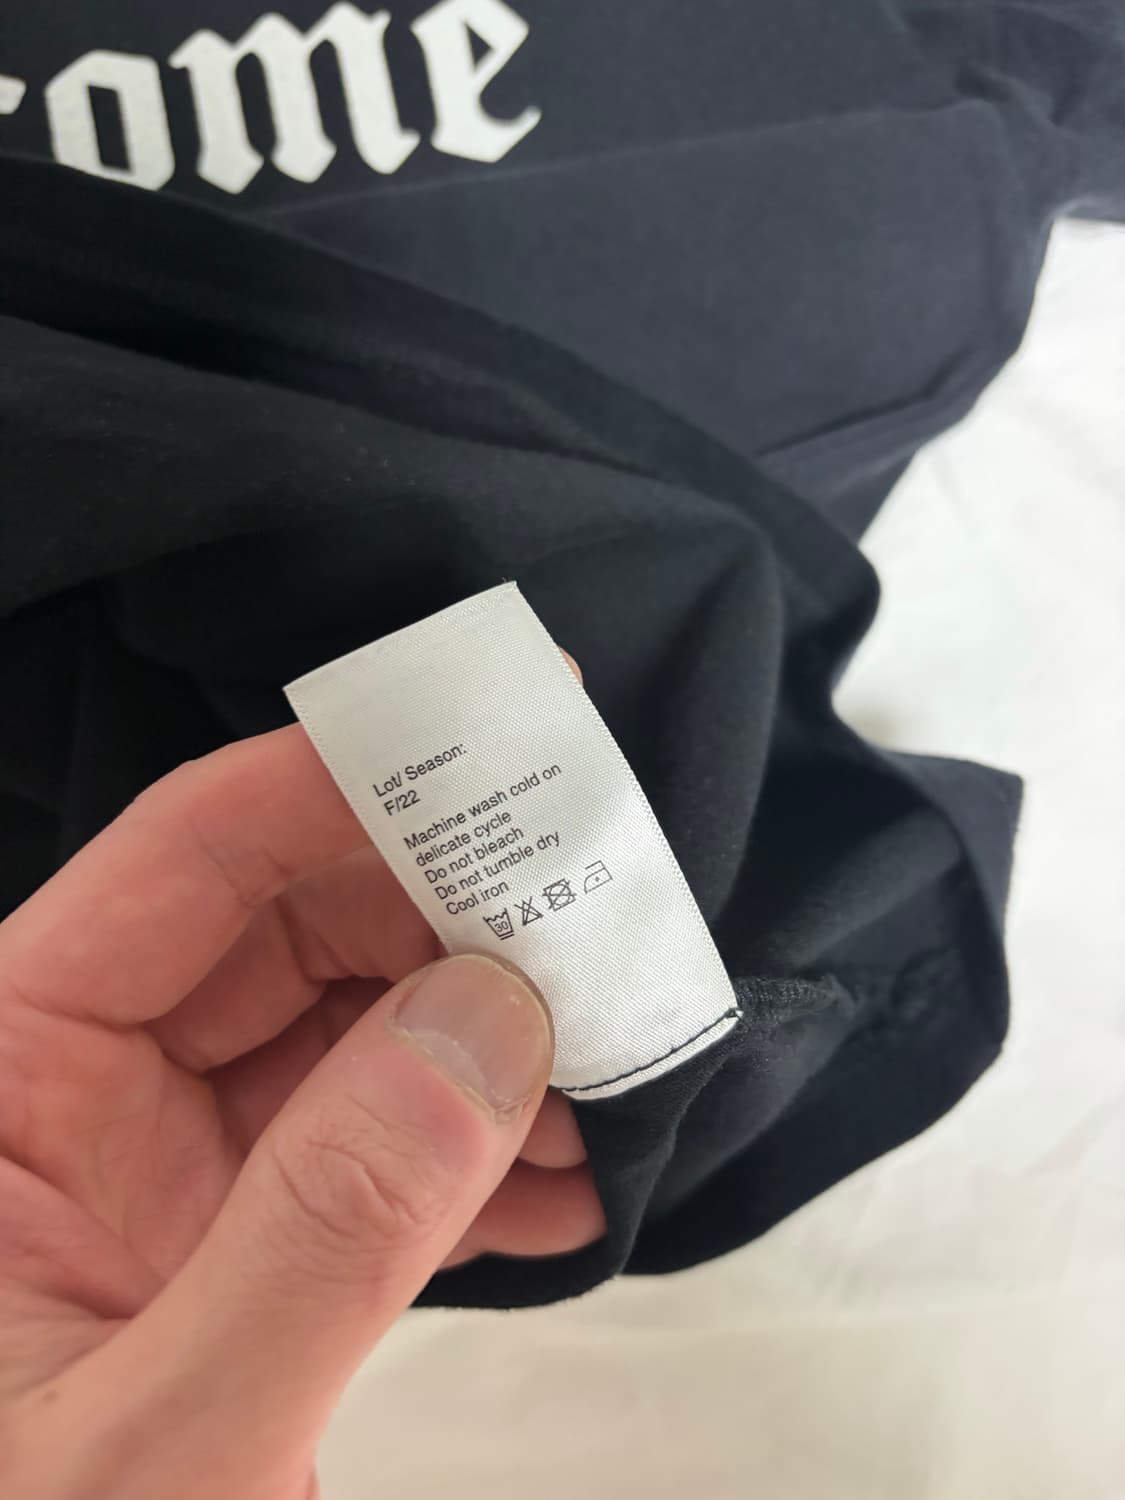 ome
Lot/ Season:
F/22
Machine wash cold on
delicate cycle
Do not bleach
Do not tumble dry
Cool iron
30